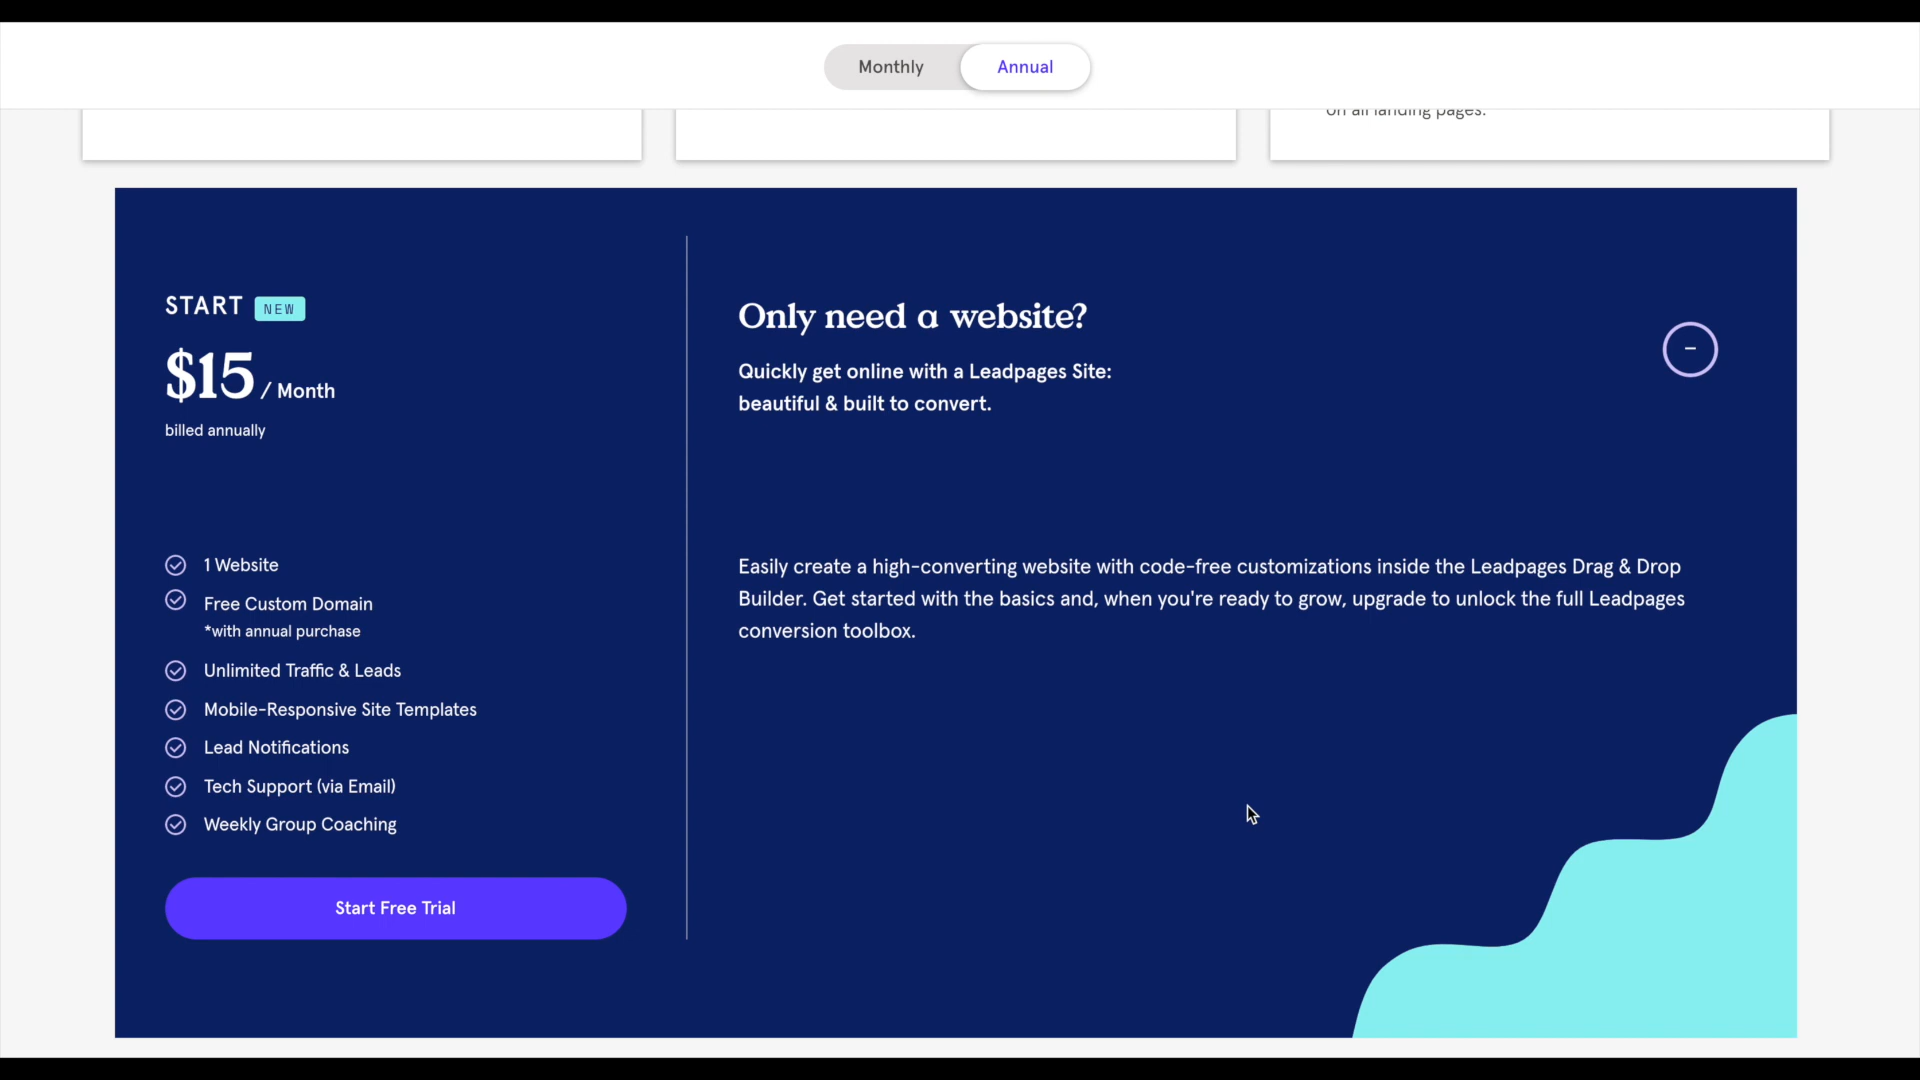 Monthly
Annual
on all landing pages.
START NEW
$15 / Month
billed annually
1 Website
Free Custom Domain
*with annual purchase
Unlimited Traffic & Leads
Mobile-Responsive Site Templates
Lead Notifications
Tech Support (via Email)
Weekly Group Coaching
Start Free Trial
Only need a website?
Quickly get online with a Leadpages Site:
beautiful & built to convert.
Easily create a high-converting website with code-free customizations inside the Leadpages Drag & Drop
Builder. Get started with the basics and, when you're ready to grow, upgrade to unlock the full Leadpages
conversion toolbox.